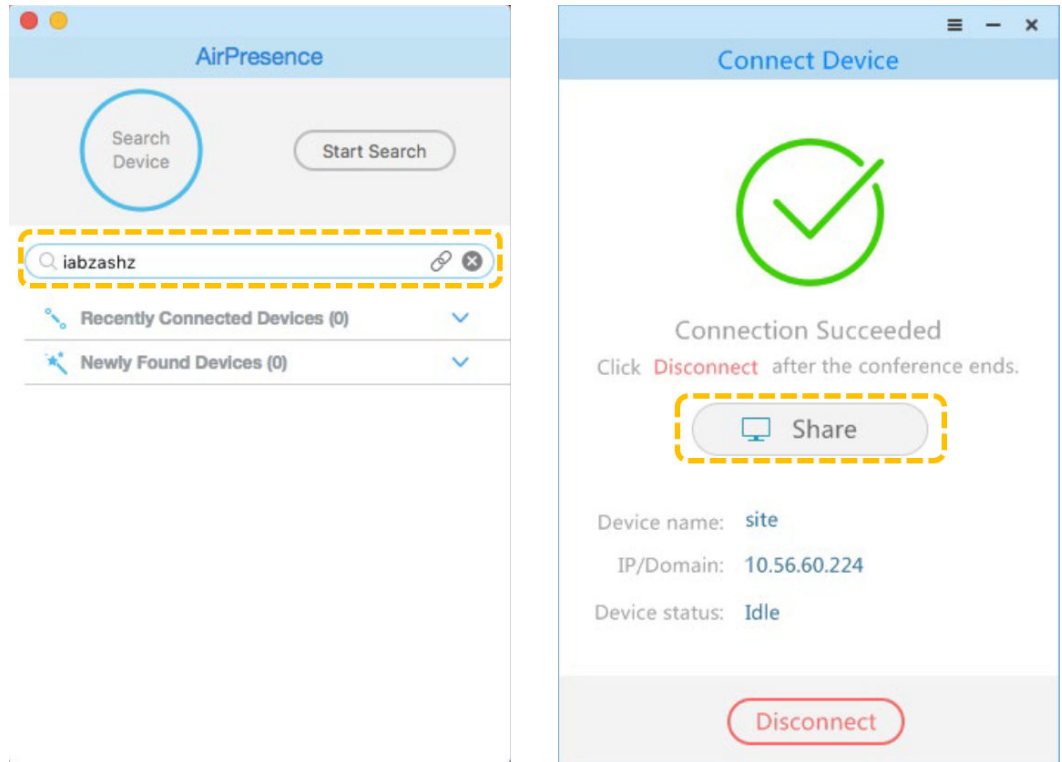 AirPresence
Search
Device
Start Search
iabzashz
Recently Connected Devices (0)
Newly Found Devices (0)
Connect Device
Connection Succeeded
Click Disconnect after the conference ends.
Share
Device name: site
IP/Domain: 10.56.60.224
Device status: Idle
Disconnect